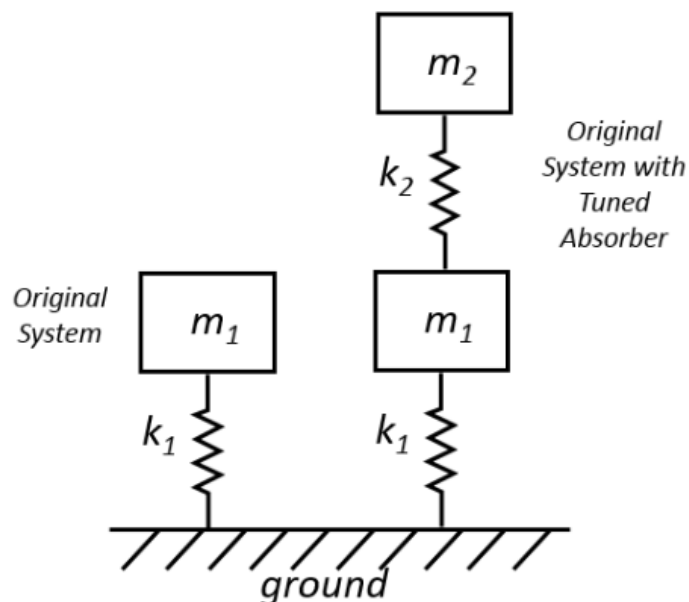 m₂
k₂
Original
System with
Tuned
Absorber
Original
System
m₁
m₁
k₁
k₁
ground